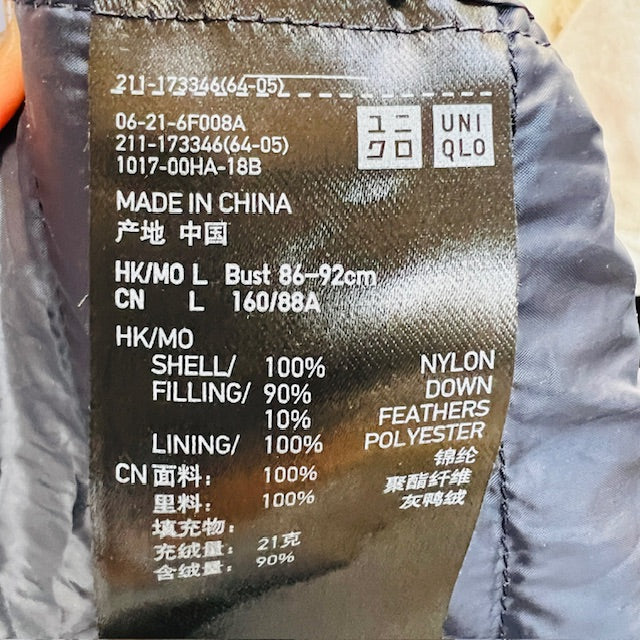 211-173346(64-05)
06-21-6F008A
211-173346(64-05)
1017-00HA-18B
ユニ
クロ
UNI
QLO
MADE IN CHINA
产地 中国
HK/MO L Bust 86-92cm
CN L 160/88A
HK/MO
SHELL/ 100% NYLON
FILLING/ 90% DOWN
10% FEATHERS
LINING/ 100% POLYESTER
CN 面料: 100% 锦纶
里料: 100% 聚酯纤维
填充物: 灰鸭绒
充绒量: 21克
含绒量: 90%